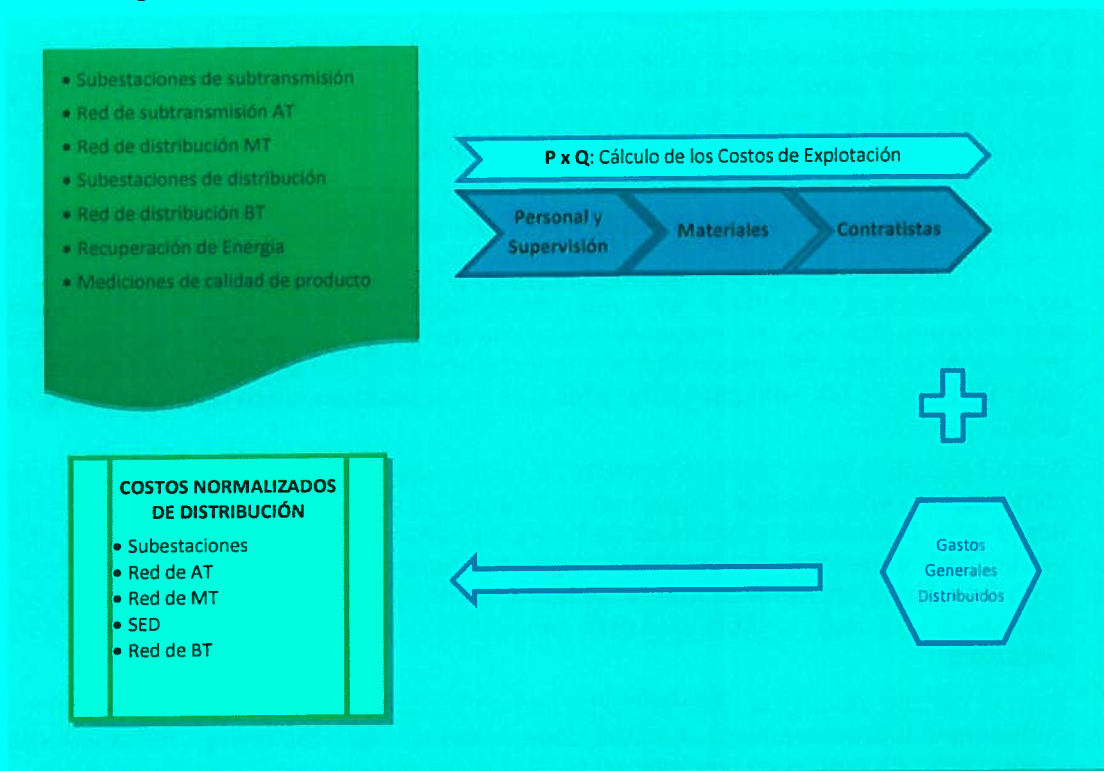 • Subestaciones de subtransmisión
• Red de subtransmisión AT
• Red de distribución MT
• Subestaciones de distribución
• Red de distribución BT
• Recuperación de Energía
• Mediciones de calidad de producto
P x Q: Cálculo de los Costos de Explotación
Personal y
Supervisión
Materiales
Contratistas
Gastos
Generales
Distribuidos
COSTOS NORMALIZADOS
DE DISTRIBUCIÓN
• Subestaciones
• Red de AT
• Red de MT
• SED
• Red de BT